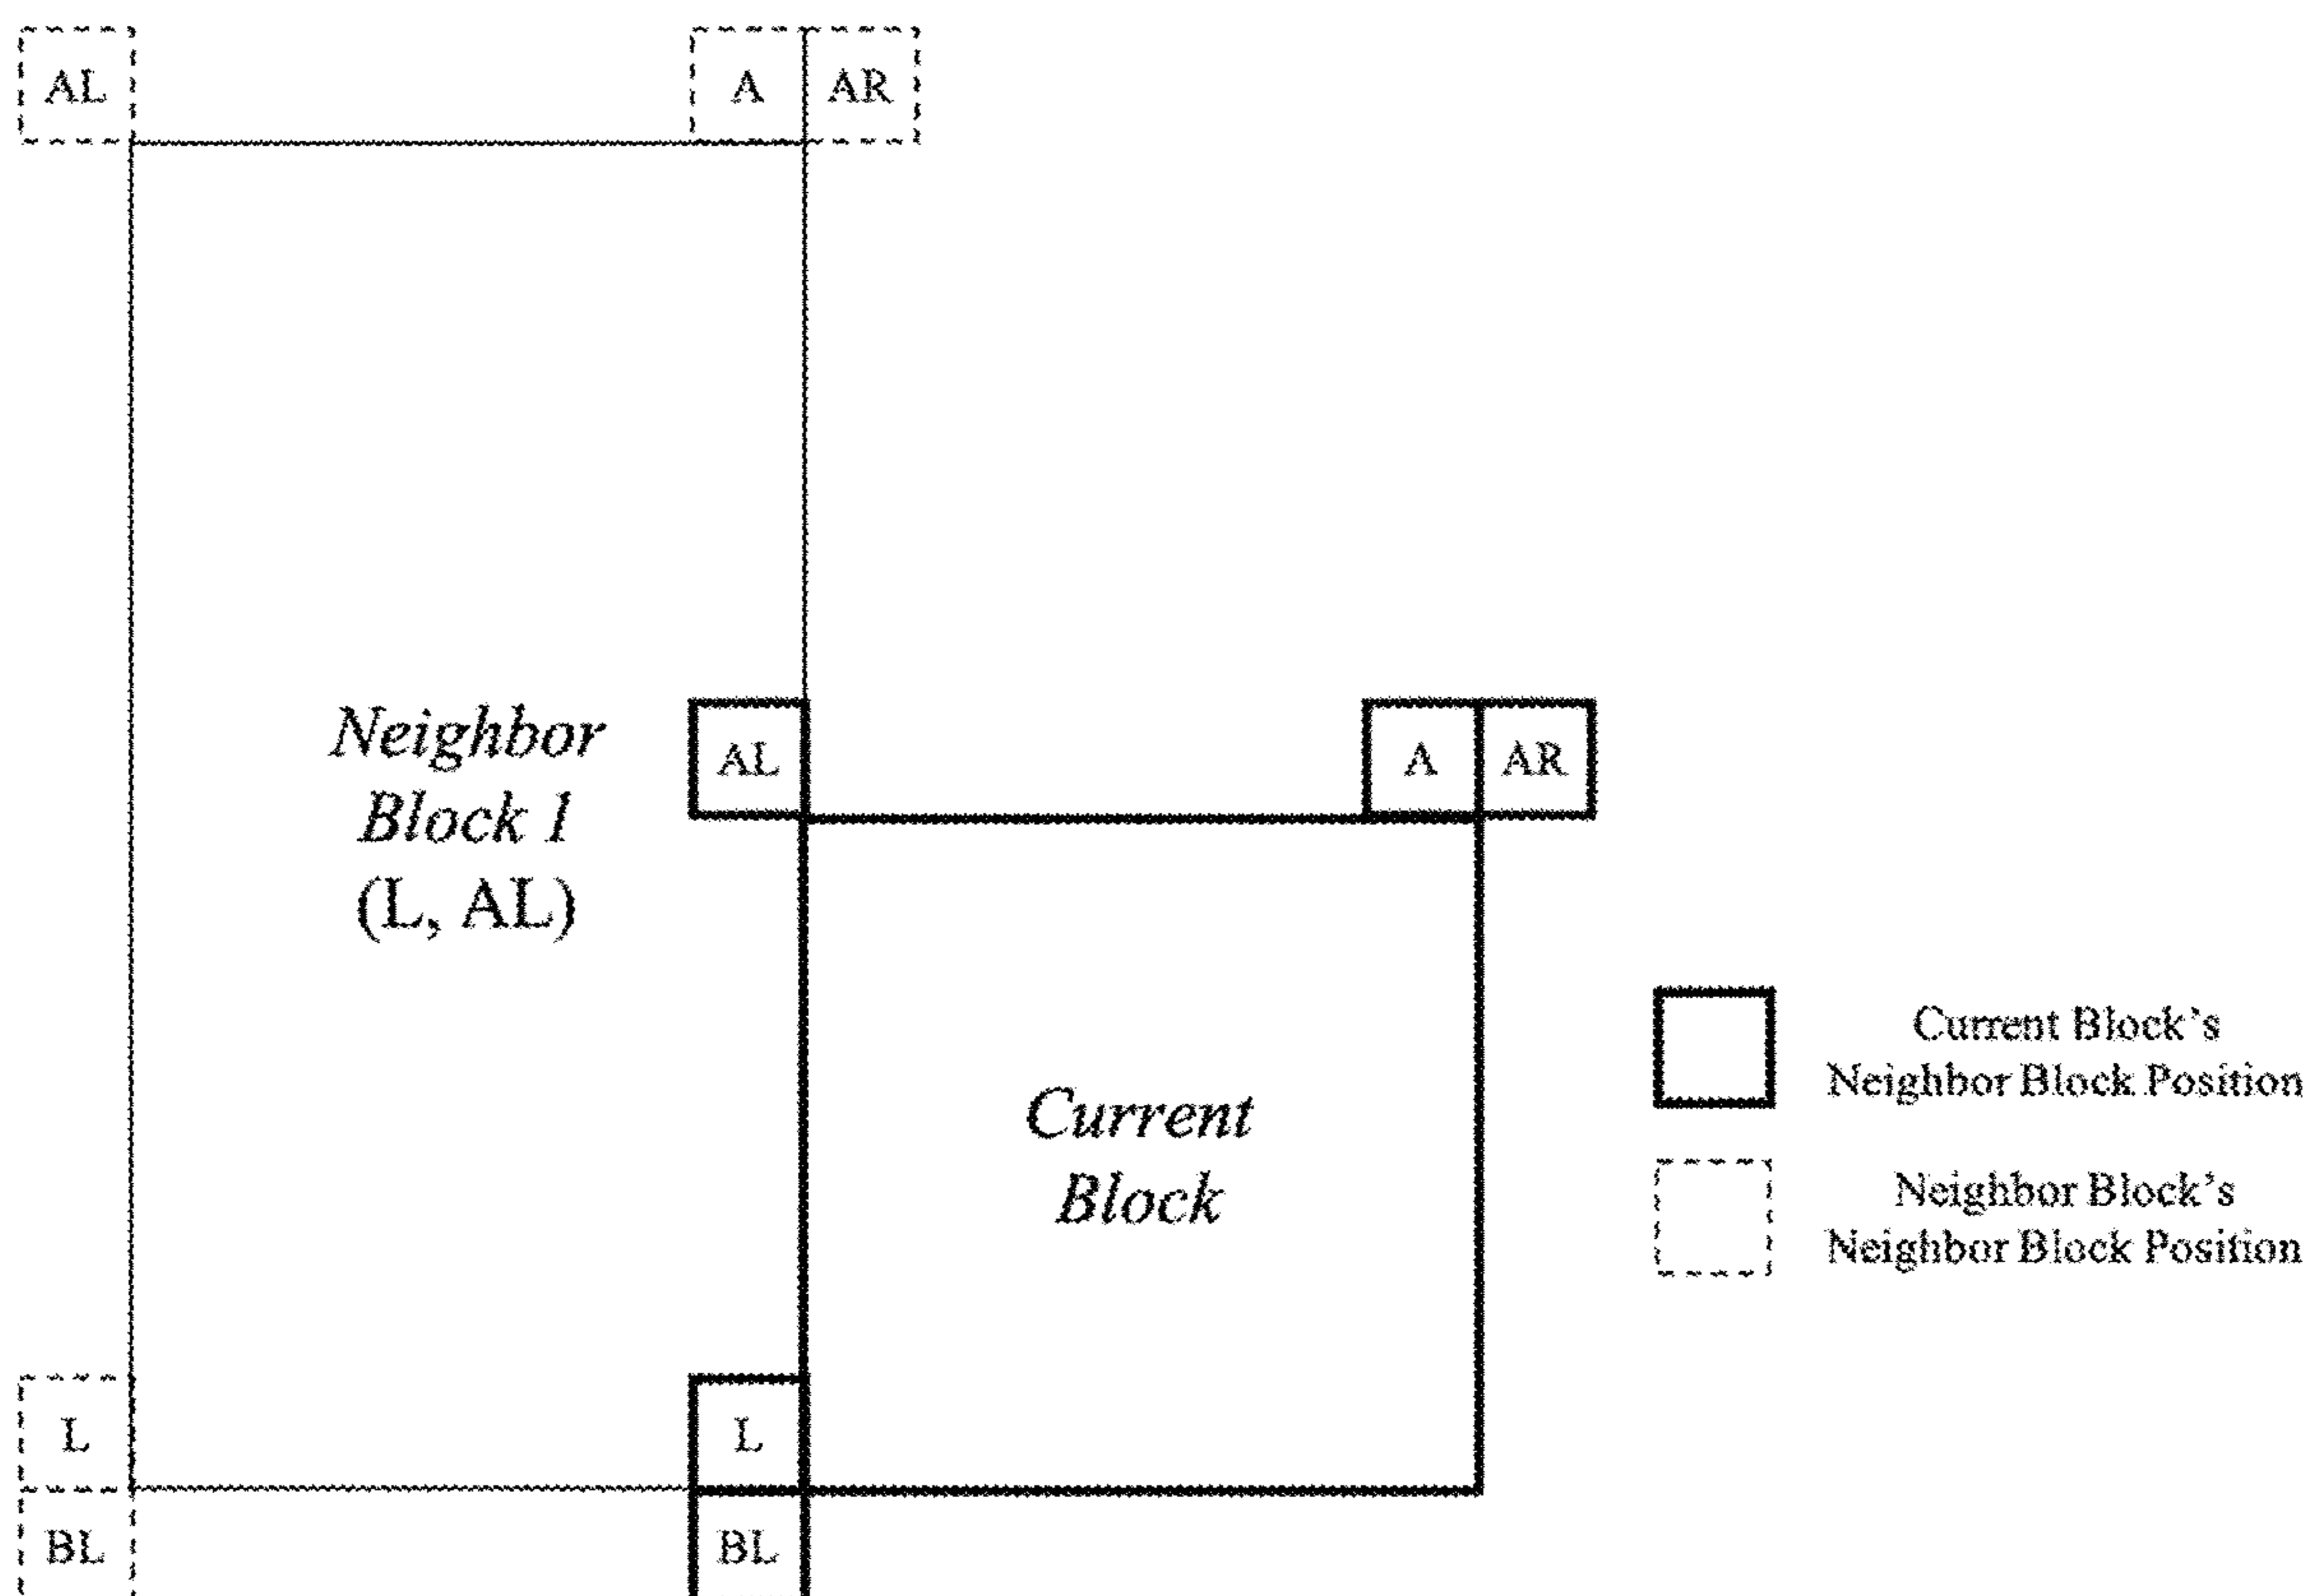 AL
A
AR
Neighbor
Block 1
(L, AL)
AL
A
AR
Current
Block
Current Block's
Neighbor Block Position
Neighbor Block's
Neighbor Block Position
L
L
BL
BL